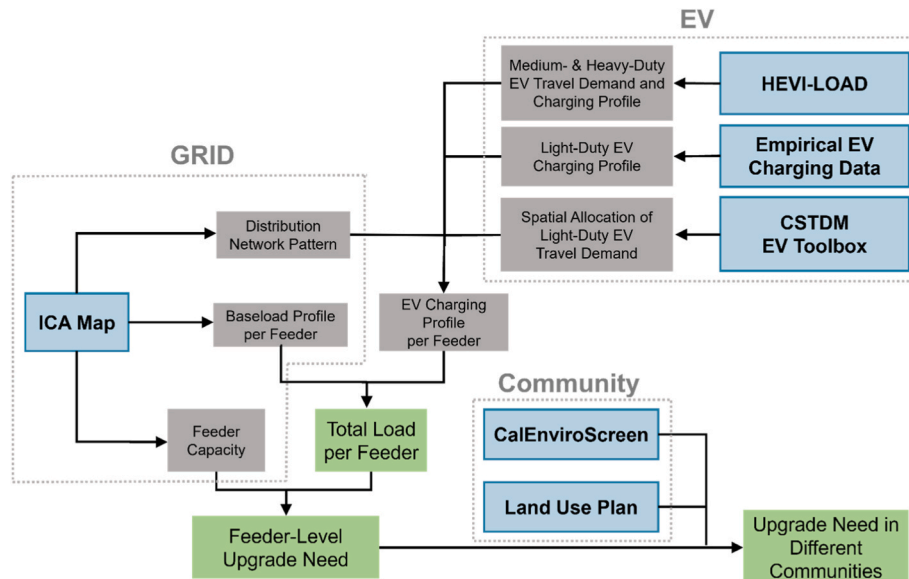 EV
Medium- & Heavy-Duty
EV Travel Demand and
Charging Profile
HEVI-LOAD
Light-Duty EV
Charging Profile
Empirical EV
Charging Data
GRID
Distribution
Network Pattern
Spatial Allocation of
Light-Duty EV
Travel Demand
CSTDM
EV Toolbox
ICA Map
Baseload Profile
per Feeder
EV Charging
Profile
per Feeder
Community
Feeder
Capacity
Total Load
per Feeder
CalEnviroScreen
Land Use Plan
Feeder-Level
Upgrade Need
Upgrade Need in
Different
Communities